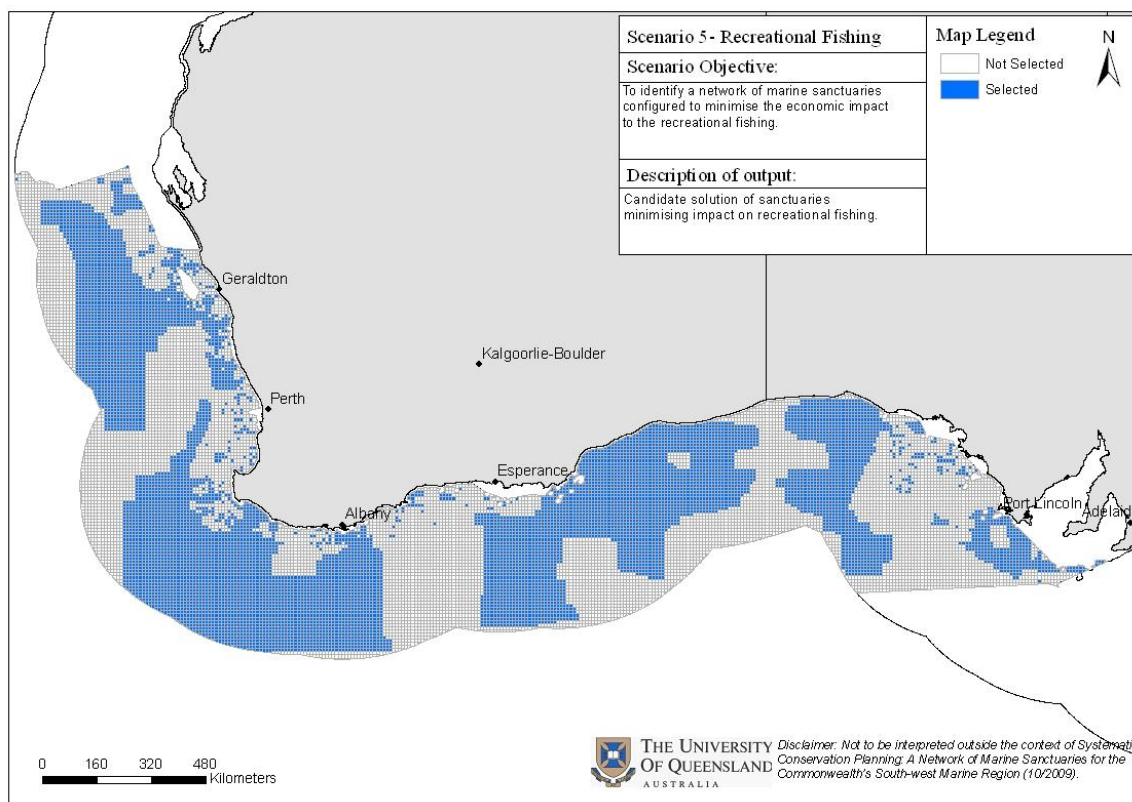 Scenario 5- Recreational Fishing
Scenario Objective:
To identify a network of marine sanctuaries
configured to minimise the economic impact
to the recreational fishing.
Description of output:
Candidate solution of sanctuaries
minimising impact on recreational fishing.
Map Legend
Not Selected
Selected
N
Geraldton
Kalgoorlie-Boulder
Perth
Esperance
Albany
Port Lincoln
Adelaid
0 160 320 480
Kilometers
THE UNIVERSITY
OF QUEENSLAND
AUSTRALIA
Disclaimer: Not to be interpreted outside the context of Systemati
Conservation Planning: A Network of Marine Sanctuaries for the
Commonwealth's South-west Marine Region (10/2009).